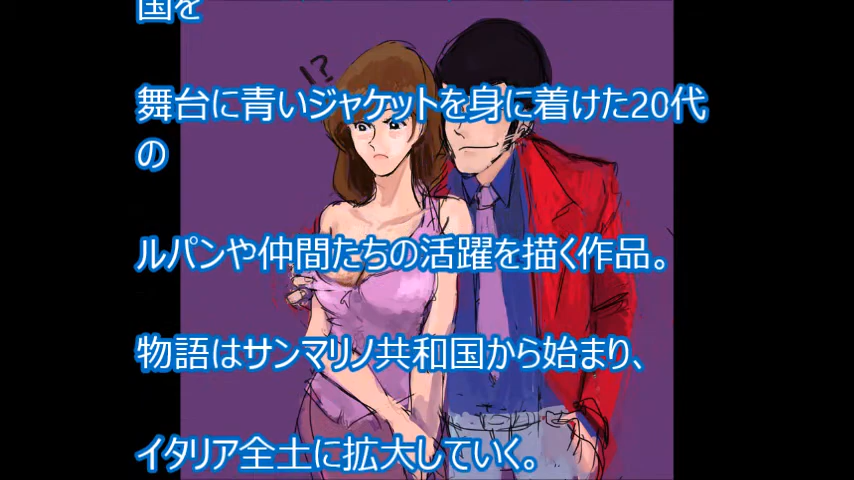 国を
舞台に青いジャケットを身に着けた20代
の
ルパンや仲間たちの活躍を描く作品。
物語はサンマリノ共和国から始まり、
イタリア全土に拡大していく。
!?